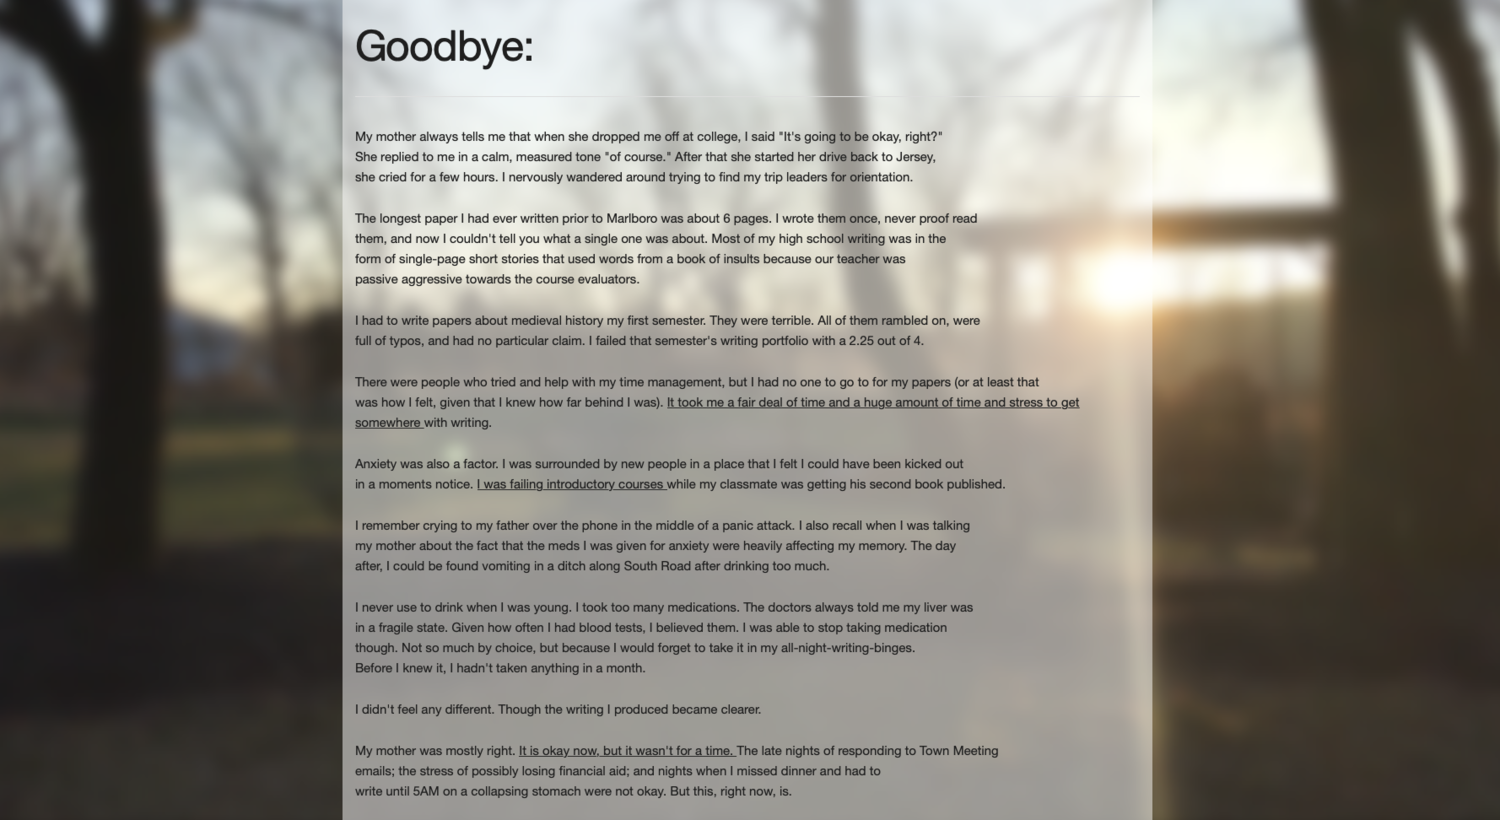 Goodbye:
My mother always tells me that when she dropped me off at college, I said "It's going to be okay, right?"
She replied to me in a calm, measured tone "of course." After that she started her drive back to Jersey,
she cried for a few hours. I nervously wandered around trying to find my trip leaders for orientation.
The longest paper I had ever written prior to Marlboro was about 6 pages. I wrote them once, never proof read
them, and now I couldn't tell you what a single one was about. Most of my high school writing was in the
form of single-page short stories that used words from a book of insults because our teacher was
passive aggressive towards the course evaluators.
I had to write papers about medieval history my first semester. They were terrible. All of them rambled on, were
full of typos, and had no particular claim. I failed that semester's writing portfolio with a 2.25 out of 4.
There were people who tried and help with my time management, but I had no one to go to for my papers (or at least that
was how I felt, given that I knew how far behind I was). It took me a fair deal of time and a huge amount of time and stress to get
somewhere with writing.
Anxiety was also a factor. I was surrounded by new people in a place that I felt I could have been kicked out
in a moments notice. I was failing introductory courses while my classmate was getting his second book published.
I remember crying to my father over the phone in the middle of a panic attack. I also recall when I was talking
my mother about the fact that the meds I was given for anxiety were heavily affecting my memory. The day
after, I could be found vomiting in a ditch along South Road after drinking too much.
I never use to drink when I was young. I took too many medications. The doctors always told me my liver was
in a fragile state. Given how often I had blood tests, I believed them. I was able to stop taking medication
though. Not so much by choice, but because I would forget to take it in my all-night-writing-binges.
Before I knew it, I hadn't taken anything in a month.
I didn't feel any different. Though the writing I produced became clearer.
My mother was mostly right. It is okay now, but it wasn't for a time. The late nights of responding to Town Meeting
emails; the stress of possibly losing financial aid; and nights when I missed dinner and had to
write until 5AM on a collapsing stomach were not okay. But this, right now, is.